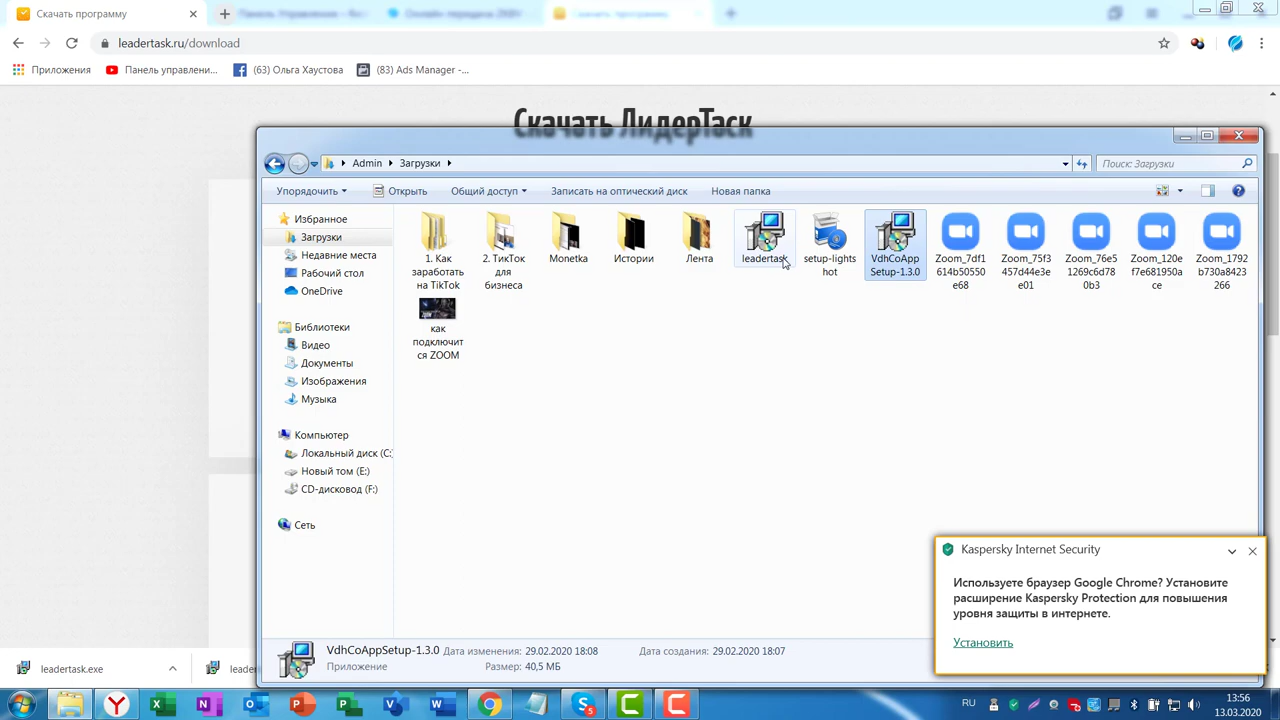 Скачать программу
leadertask.ru/download
Приложения
Панель управлени...
(63) Ольга Хаустова
(83) Ads Manager -...
Скачать ЛидерТаск
Admin
Загрузки
Поиск: Загрузки
Упорядочить
Открыть
Общий доступ
Записать на оптический диск
Новая папка
Избранное
Загрузки
Недавние места
Рабочий стол
OneDrive
Библиотеки
Видео
Документы
Изображения
Музыка
Компьютер
Локальный диск (C:
Новый том (E:)
CD-дисковод (F:)
Сеть
1. Как
заработать
на TikTok
2. ТикТок
для
бизнеса
Monetka
Истории
Лента
leadertask
setup-lights
hot
VdhCoApp
Setup-1.3.0
Zoom_7df1
614b50550
e68
Zoom_75f3
457d44e3e
e01
Zoom_76e5
1269c6d78
0b3
Zoom_120e
f7e681950a
ce
Zoom_1792
b730a8423
266
как
подключит
ся ZOOM
Kaspersky Internet Security
Используете браузер Google Chrome? Установите
расширение Kaspersky Protection для повышения
уровня защиты в интернете.
Установить
VdhCoAppSetup-1.3.0
Приложение
Дата изменения: 29.02.2020 18:08
Размер: 40,5 МБ
Дата создания: 29.02.2020 18:07
leadertask.exe
RU
13:56
13.03.2020